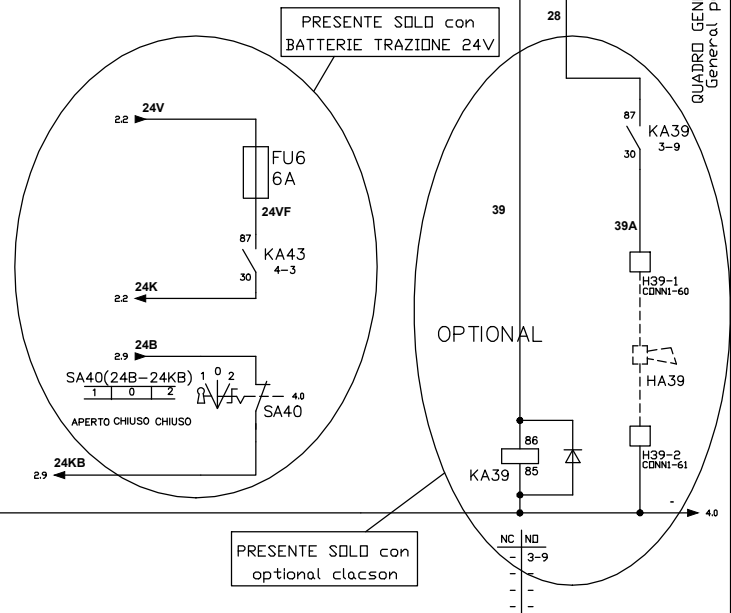 PRESENTE SOLO con
BATTERIE TRAZIONE 24V
28
QUADRO GEN
General p
2.2
24V
FU6
6A
24VF
87
KA43
4-3
30
24K
2.2
24B
2.9
SA40(24B-24KB)
1 0 2
APERTO CHIUSO CHIUSO
1 0 2
4.0
SA40
24KB
2.9
87
KA39
3-9
30
39
39A
H39-1
CONN1-60
OPTIONAL
HA39
86
KA39
85
H39-2
CONN1-61
-
4.0
PRESENTE SOLO con
optional clacson
NC NO
- 3-9
- -
- -
- -